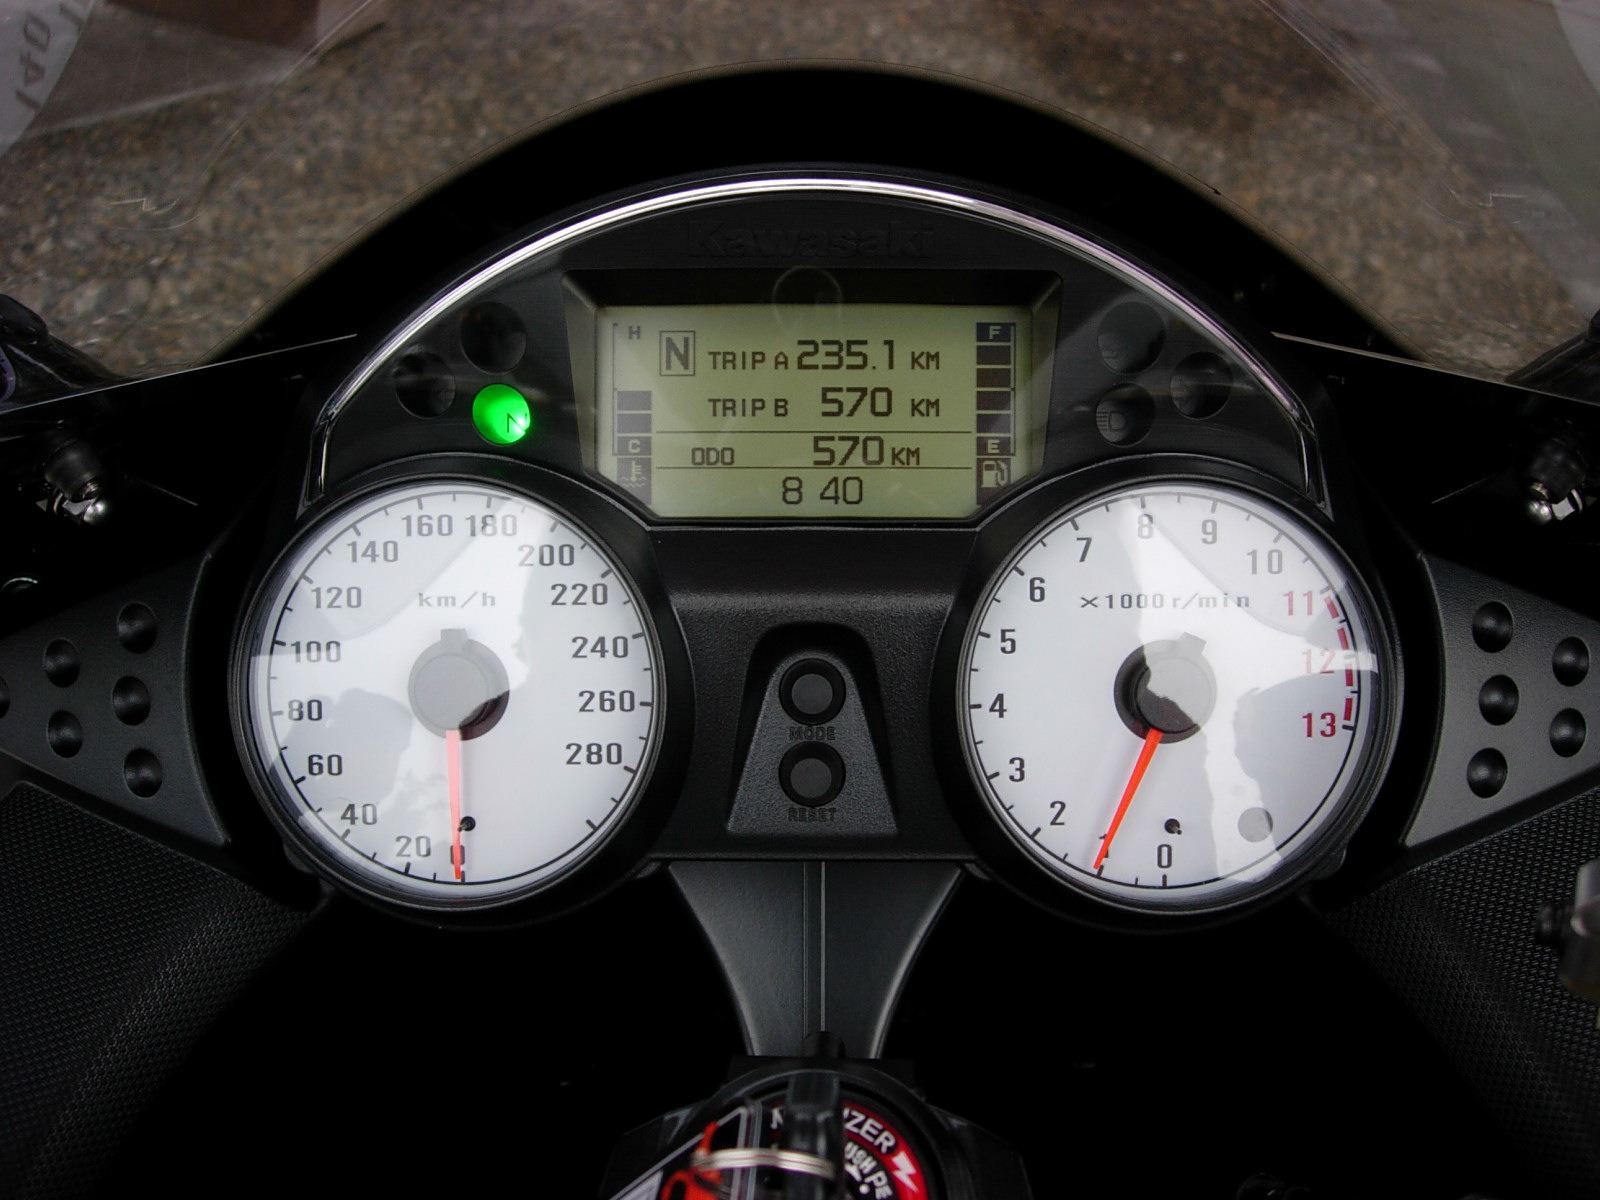 140
Kawasaki
H
N TRIP A 235.1 KM
F
TRIP B 570 KM
C
ODO 570 KM
E
8 40
N
0 20 40 60 80 100 120 140 160 180 200 220 240 260 280
km/h
0 1 2 3 4 5 6 7 8 9 10 11 12 13
×1000 r/min
MODE
RESET